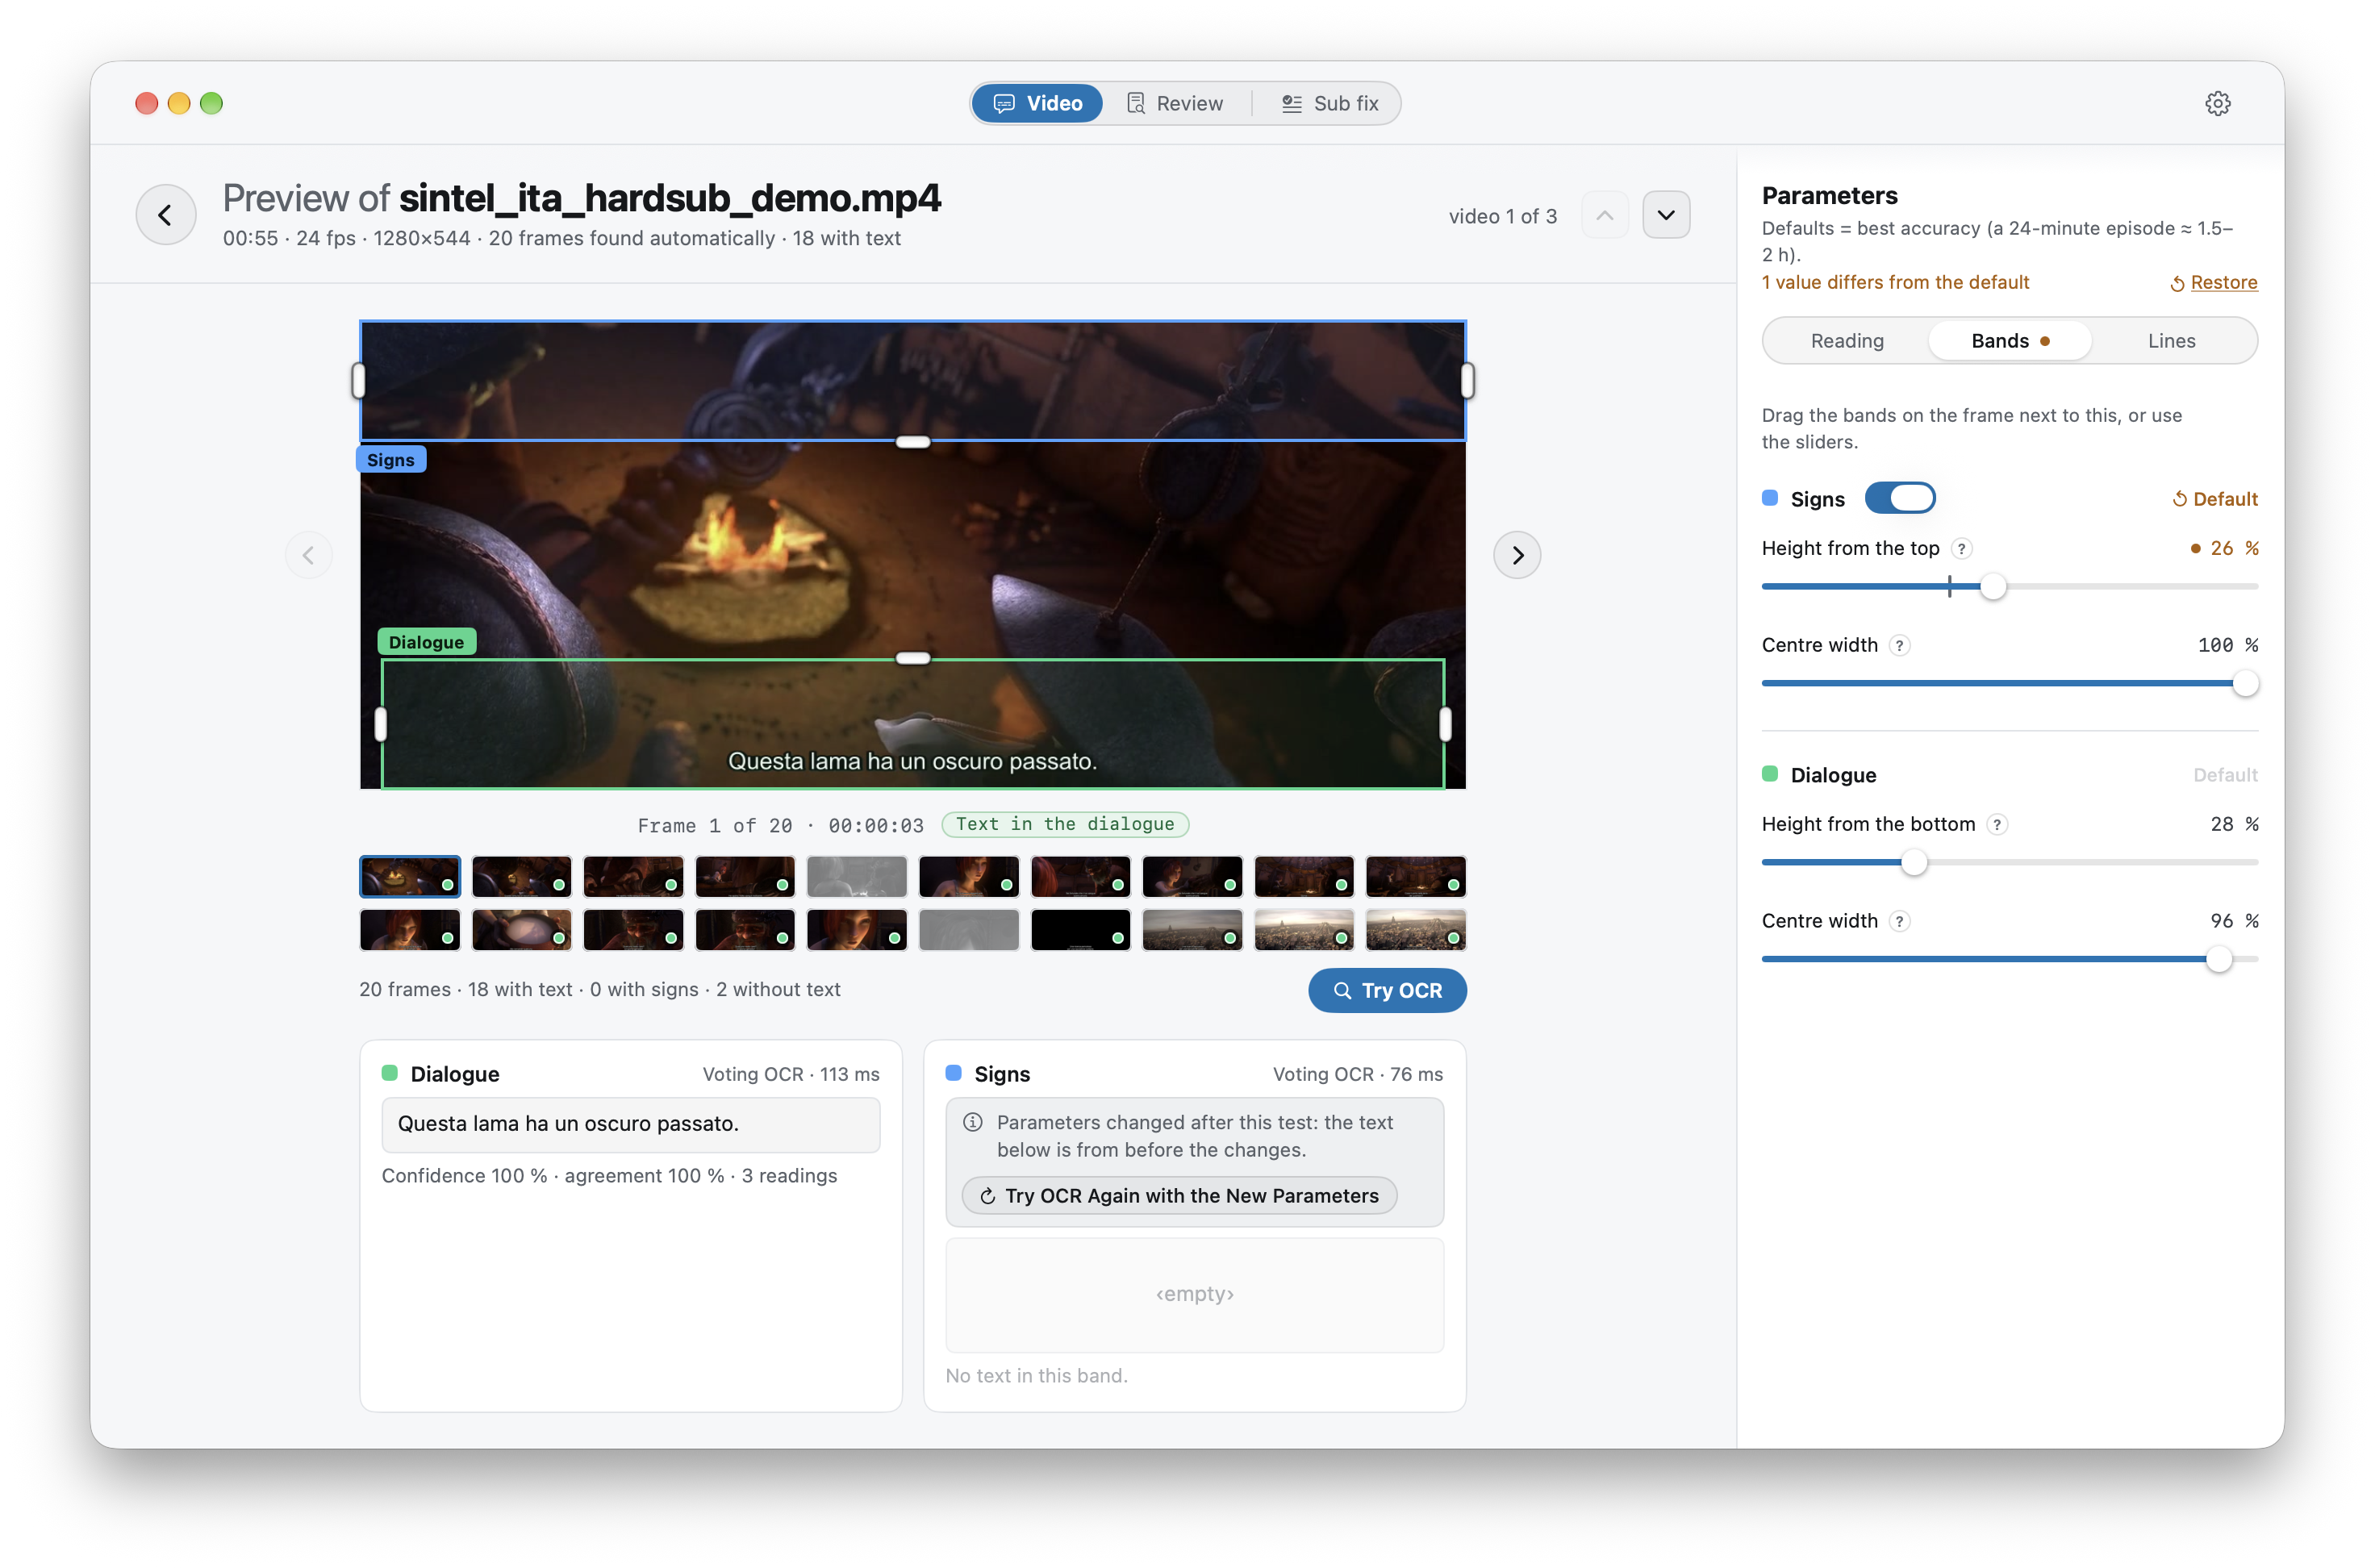 Video
Review
Sub fix
Preview of sintel_ita_hardsub_demo.mp4
00:55 · 24 fps · 1280×544 · 20 frames found automatically · 18 with text
video 1 of 3
Signs
Dialogue
Questa lama ha un oscuro passato.
Frame 1 of 20 · 00:00:03
Text in the dialogue
20 frames · 18 with text · 0 with signs · 2 without text
Try OCR
Dialogue
Voting OCR · 113 ms
Questa lama ha un oscuro passato.
Confidence 100 % · agreement 100 % · 3 readings
Signs
Voting OCR · 76 ms
Parameters changed after this test: the text
below is from before the changes.
Try OCR Again with the New Parameters
‹empty›
No text in this band.
Parameters
Defaults = best accuracy (a 24-minute episode ≈ 1.5–
2 h).
1 value differs from the default
Restore
Reading
Bands
Lines
Drag the bands on the frame next to this, or use
the sliders.
Signs
Default
Height from the top ?
26 %
Centre width ?
100 %
Dialogue
Default
Height from the bottom ?
28 %
Centre width ?
96 %